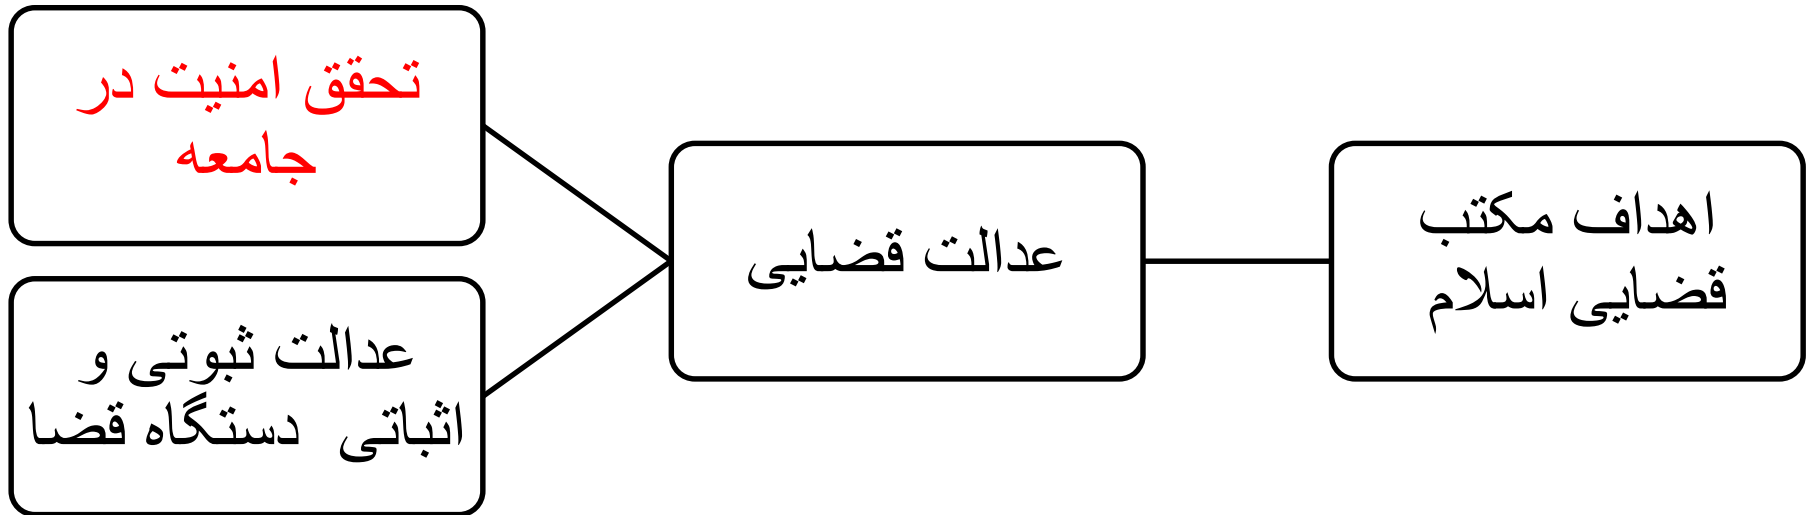 اهداف مکتب
قضایی اسلام
عدالت قضایی
تحقق امنیت در
جامعه
عدالت ثبوتی و
اثباتی دستگاه قضا